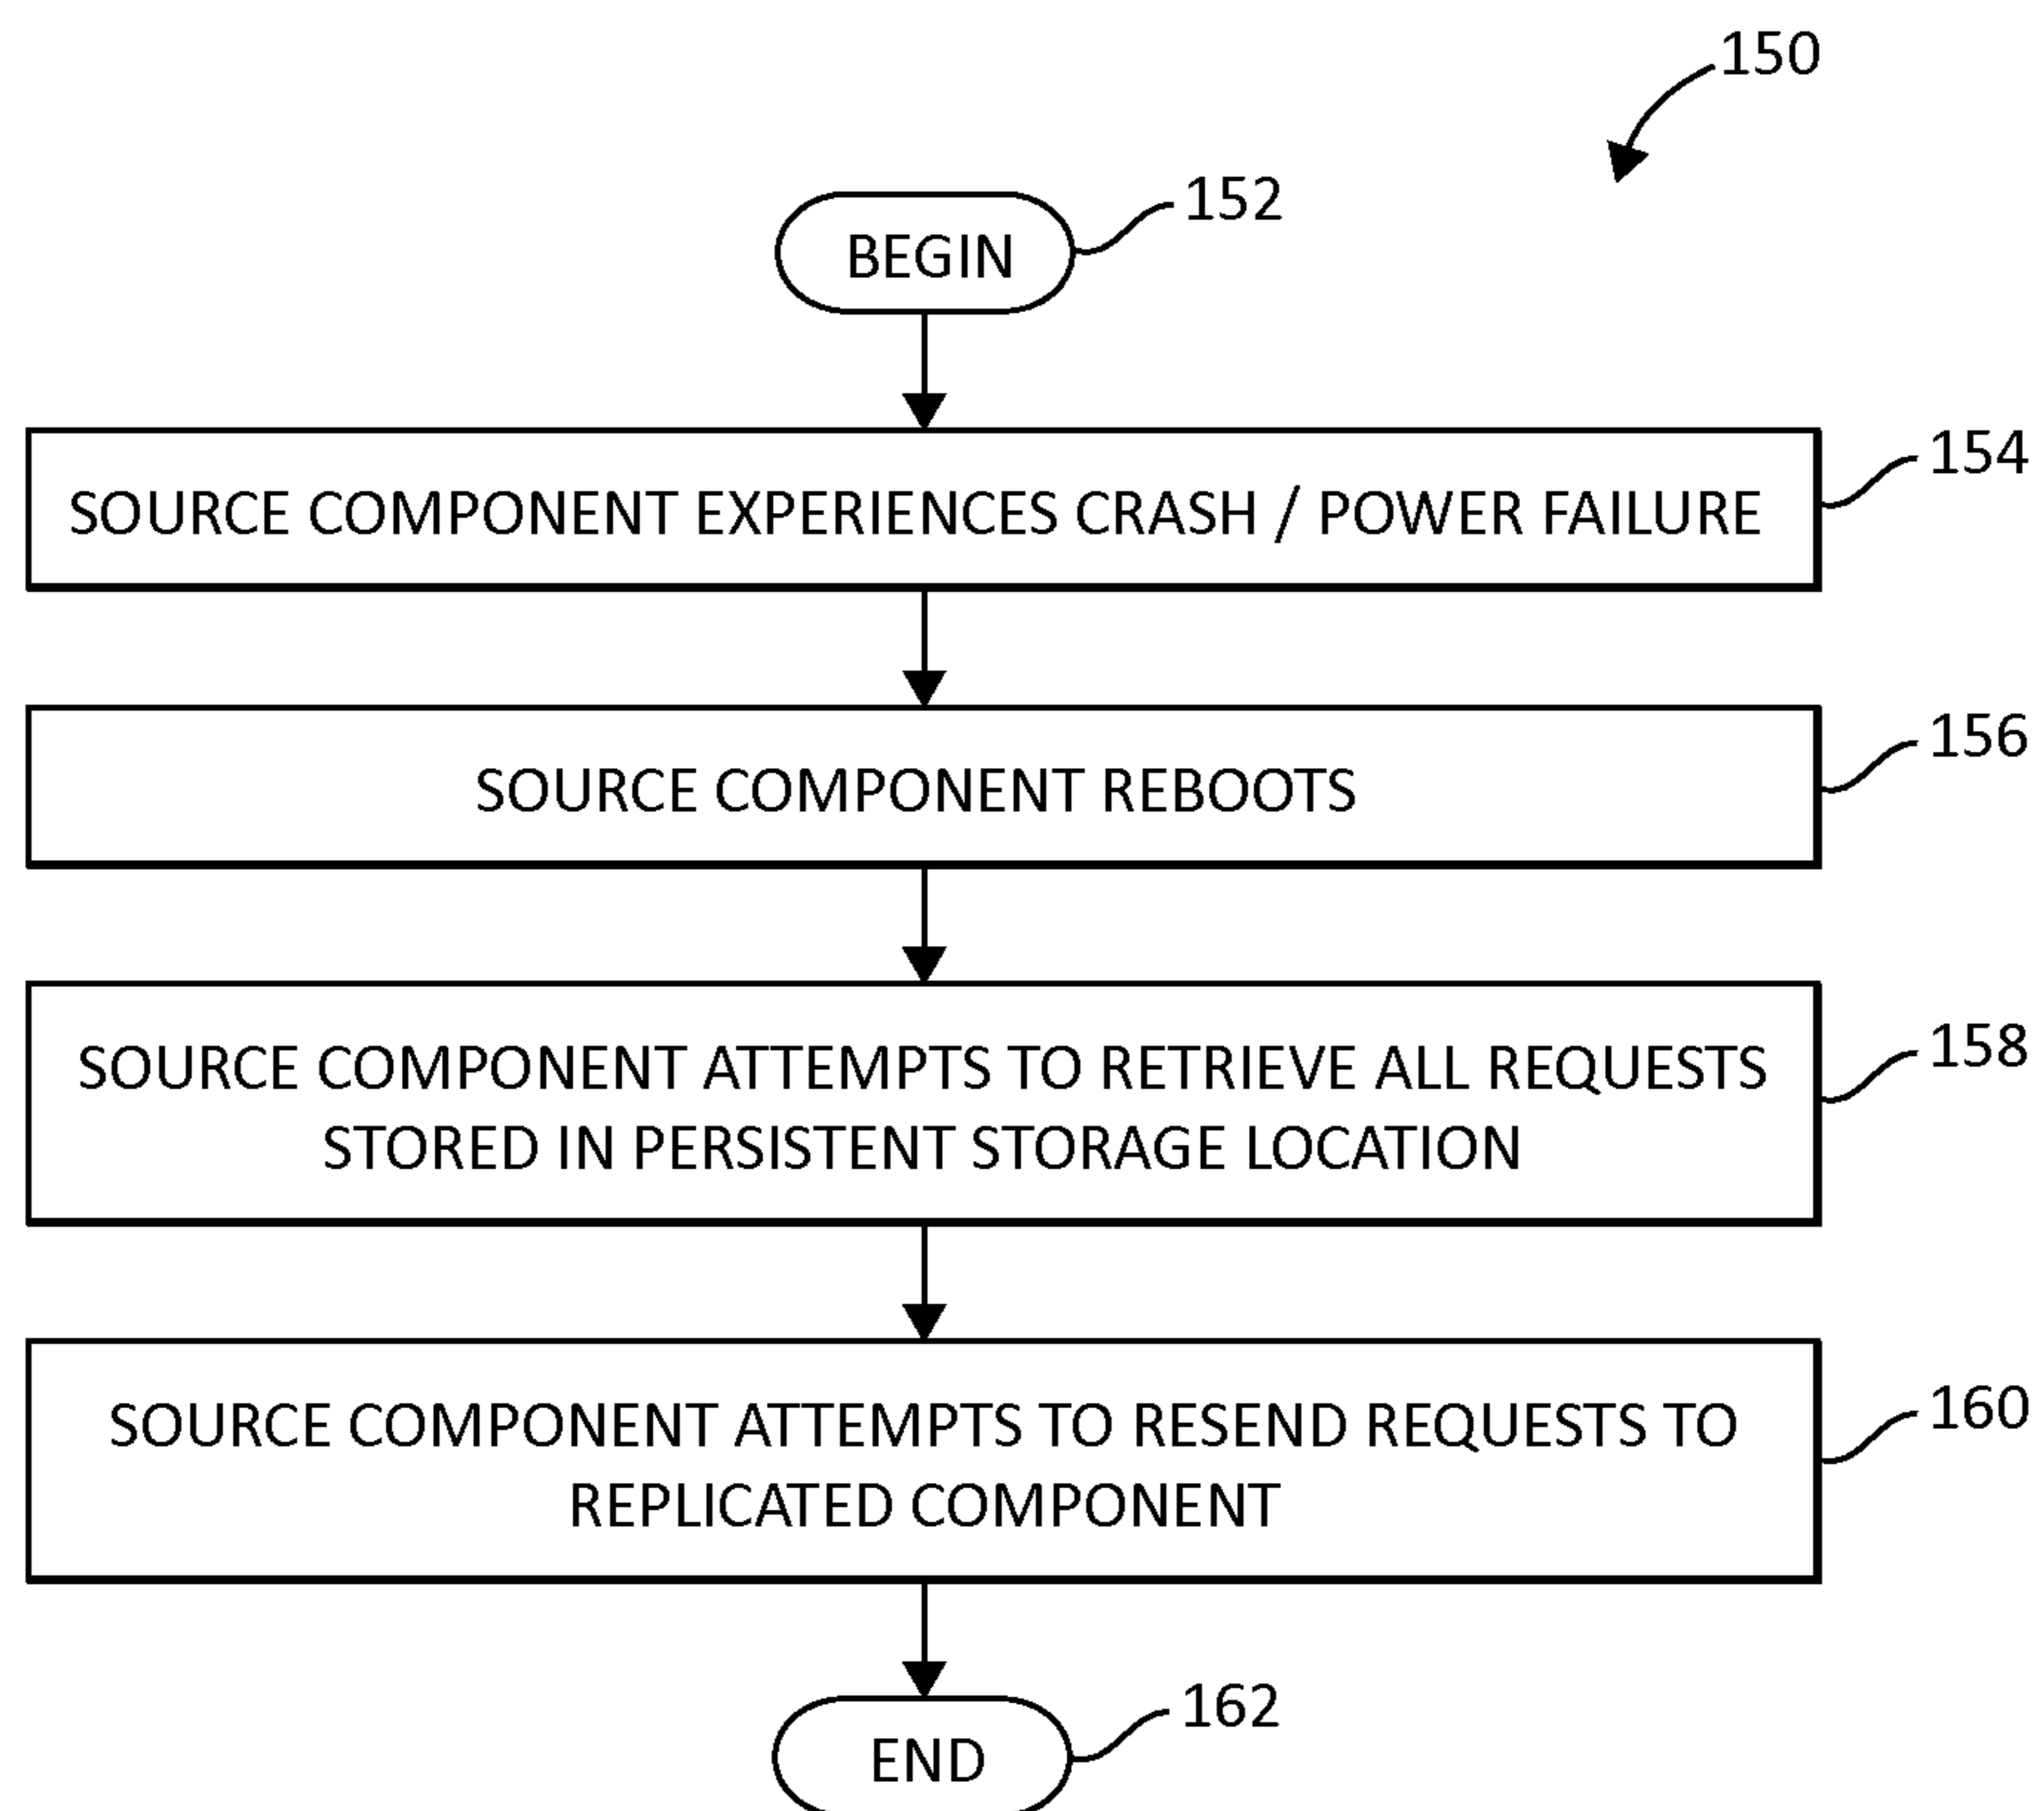 150
152
BEGIN
154
SOURCE COMPONENT EXPERIENCES CRASH / POWER FAILURE
156
SOURCE COMPONENT REBOOTS
158
SOURCE COMPONENT ATTEMPTS TO RETRIEVE ALL REQUESTS
STORED IN PERSISTENT STORAGE LOCATION
160
SOURCE COMPONENT ATTEMPTS TO RESEND REQUESTS TO
REPLICATED COMPONENT
162
END